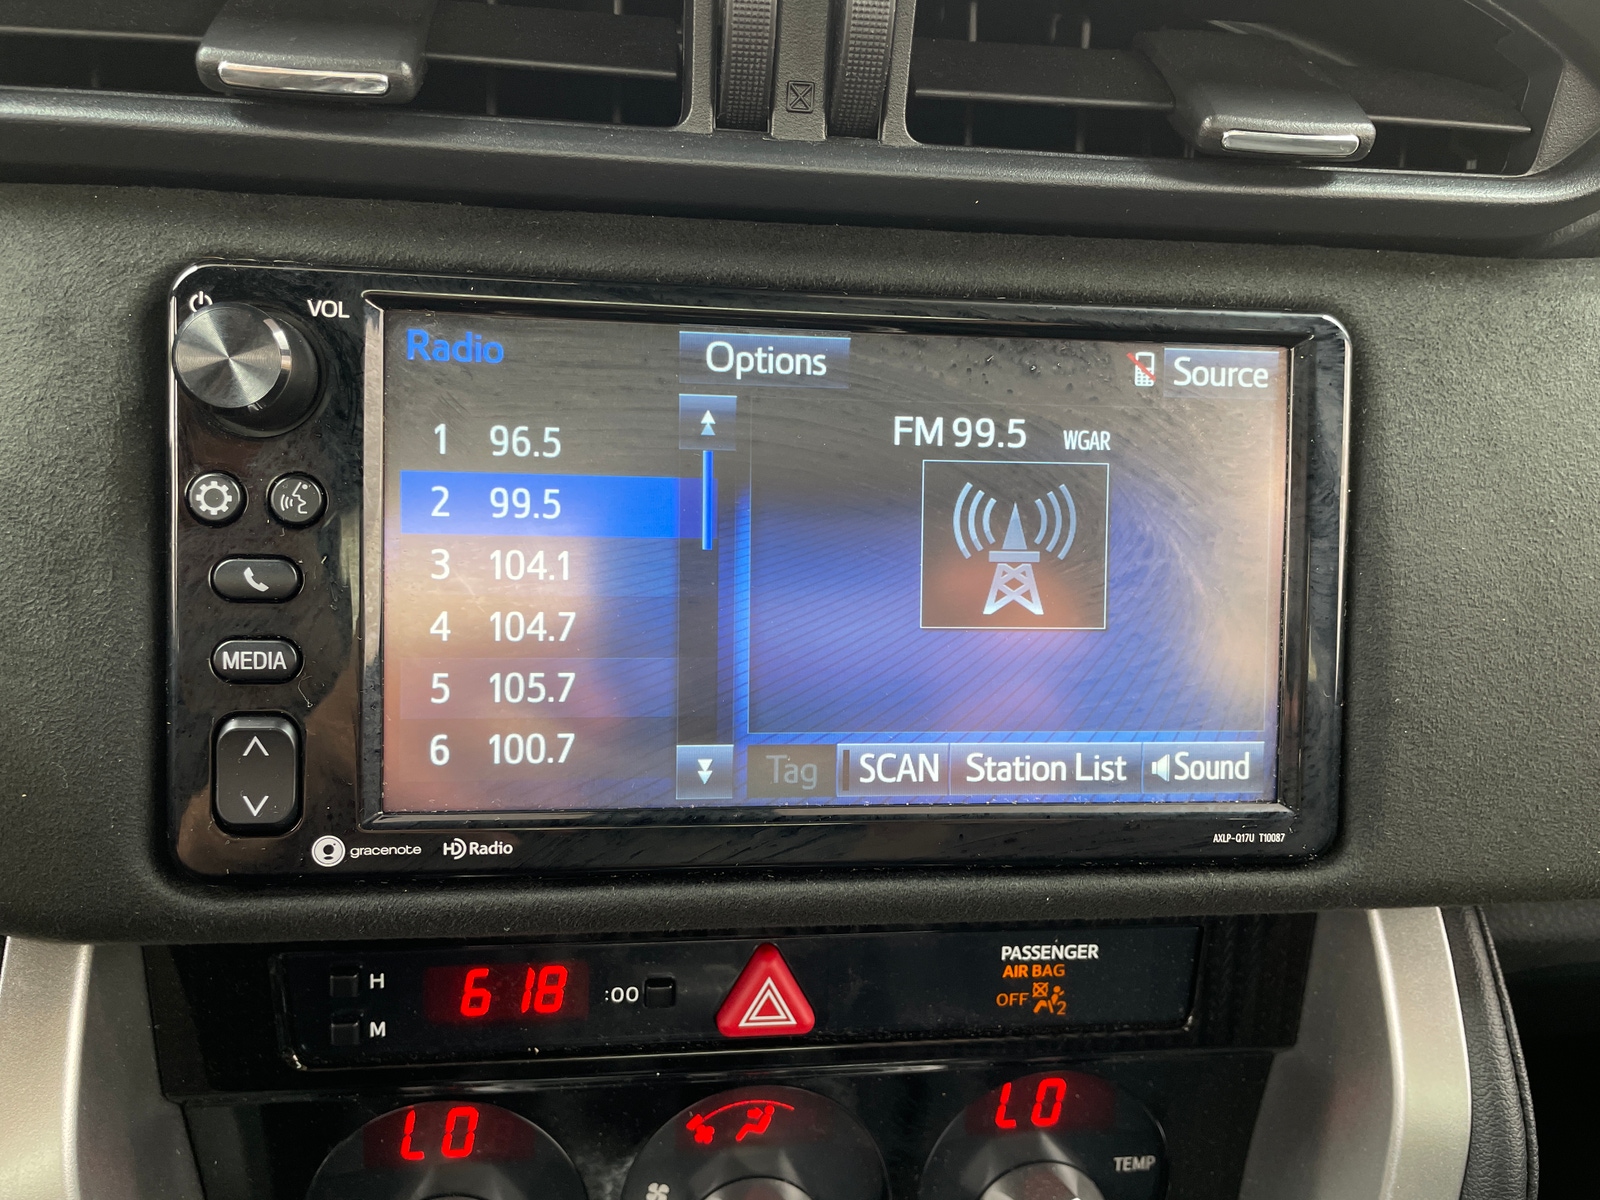 VOL
Radio
Options
Source
1 96.5
2 99.5
3 104.1
4 104.7
5 105.7
6 100.7
FM 99.5 WGAR
MEDIA
Tag
SCAN
Station List
Sound
gracenote
HD Radio
AXLP-Q17U T10087
H
M
6 18
:00
PASSENGER
AIR BAG
OFF 2
LO
LO
TEMP